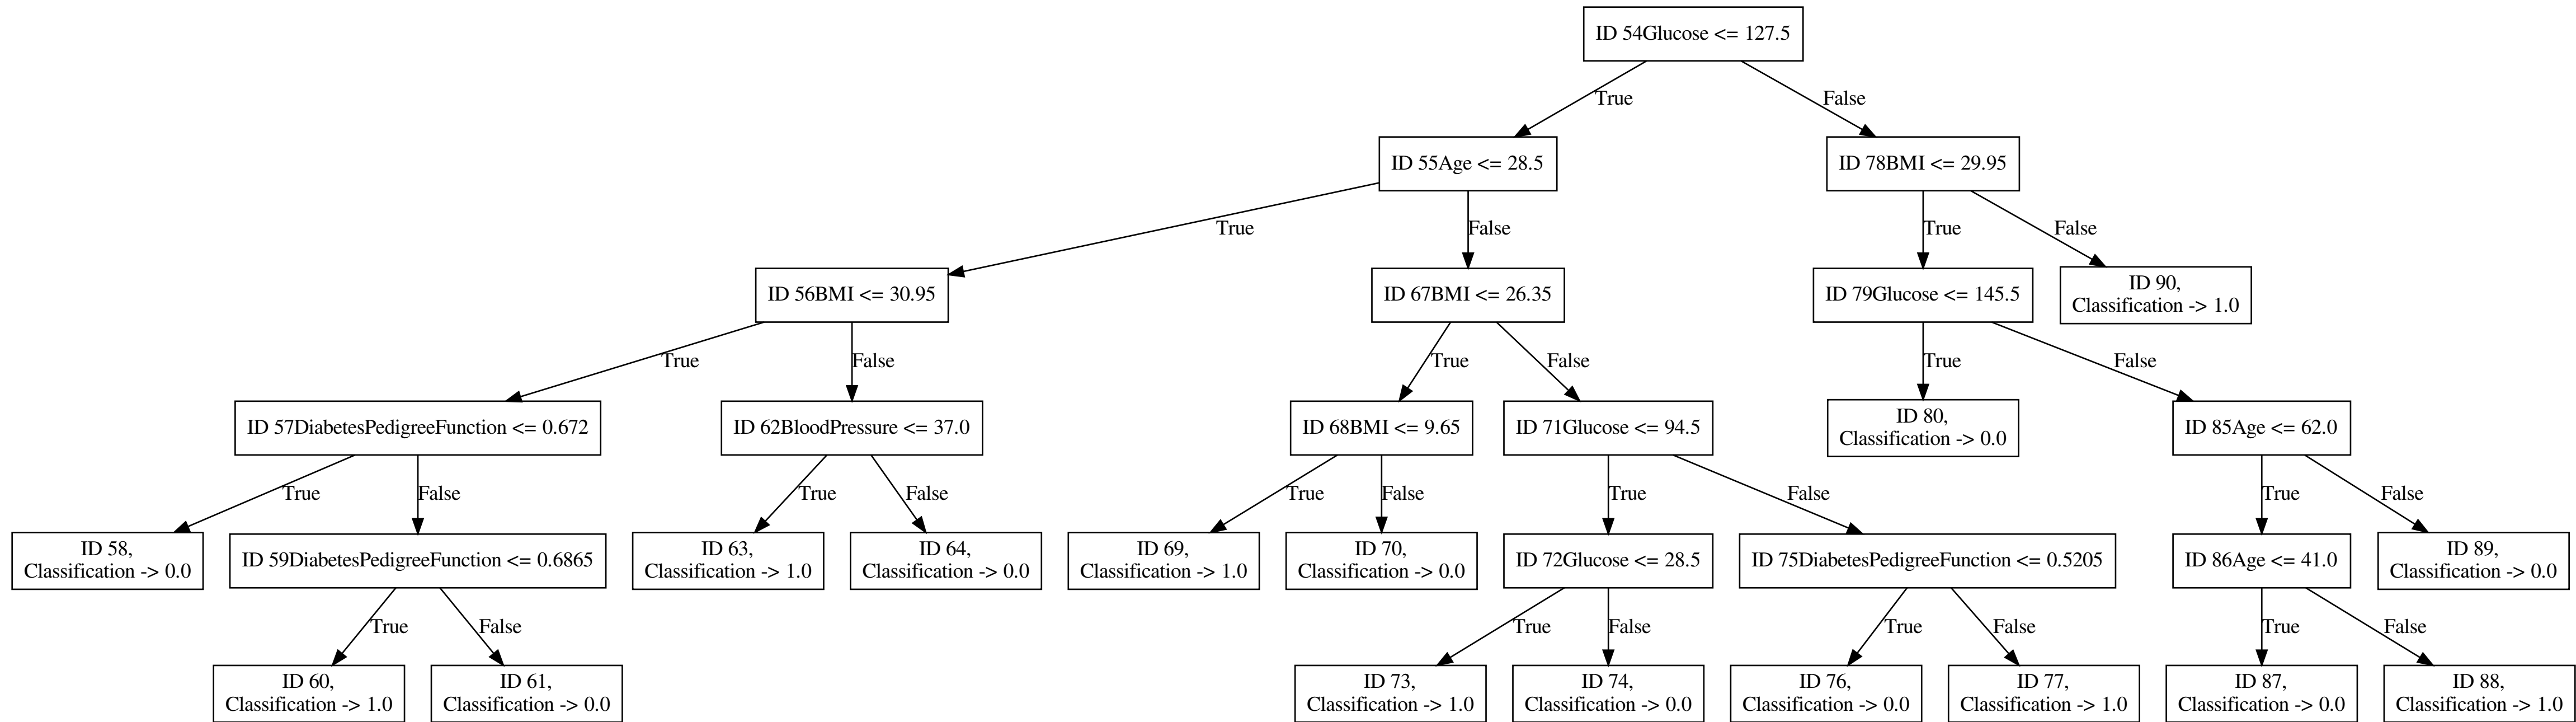 ID 54Glucose <= 127.5
True
False
ID 55Age <= 28.5
ID 78BMI <= 29.95
True
False
True
False
ID 56BMI <= 30.95
ID 67BMI <= 26.35
ID 79Glucose <= 145.5
ID 90,
Classification -> 1.0
True
False
True
False
True
False
ID 57DiabetesPedigreeFunction <= 0.672
ID 62BloodPressure <= 37.0
ID 68BMI <= 9.65
ID 71Glucose <= 94.5
ID 80,
Classification -> 0.0
ID 85Age <= 62.0
True
False
True
False
True
False
True
False
True
False
ID 58,
Classification -> 0.0
ID 59DiabetesPedigreeFunction <= 0.6865
ID 63,
Classification -> 1.0
ID 64,
Classification -> 0.0
ID 69,
Classification -> 1.0
ID 70,
Classification -> 0.0
ID 72Glucose <= 28.5
ID 75DiabetesPedigreeFunction <= 0.5205
ID 86Age <= 41.0
ID 89,
Classification -> 0.0
True
False
True
False
True
False
True
False
ID 60,
Classification -> 1.0
ID 61,
Classification -> 0.0
ID 73,
Classification -> 1.0
ID 74,
Classification -> 0.0
ID 76,
Classification -> 0.0
ID 77,
Classification -> 1.0
ID 87,
Classification -> 0.0
ID 88,
Classification -> 1.0